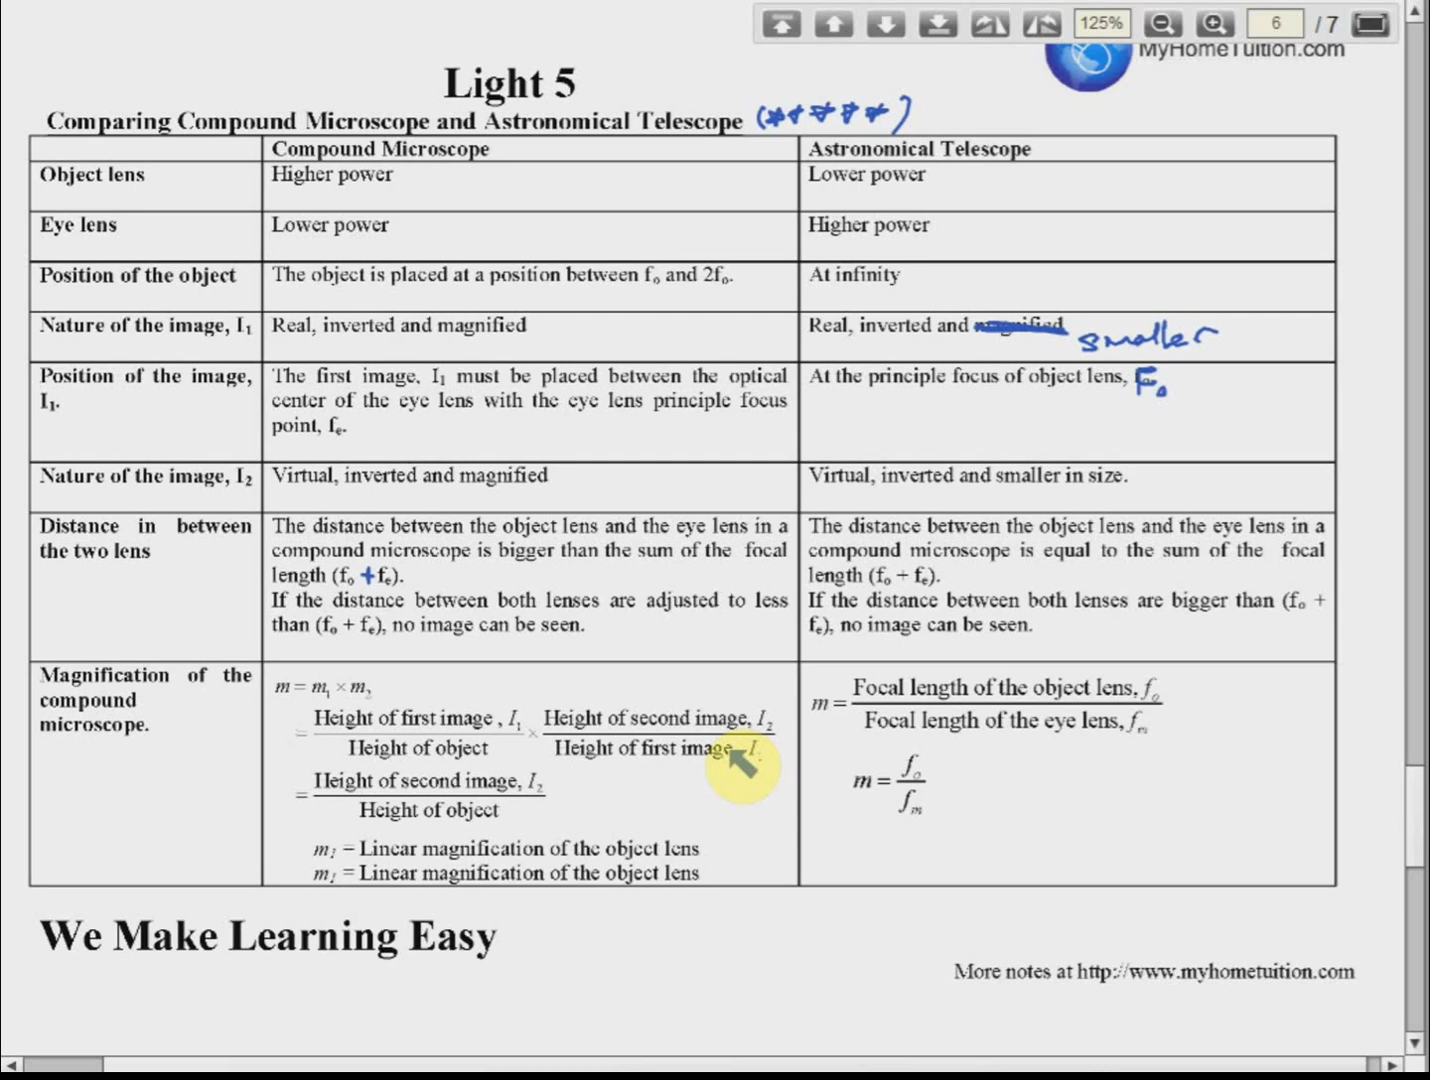 125%
6
/ 7
MyHomeTuition.com
Light 5
Comparing Compound Microscope and Astronomical Telescope (*****)
Compound Microscope
Astronomical Telescope
Object lens
Higher power
Lower power
Eye lens
Lower power
Higher power
Position of the object
The object is placed at a position between fₒ and 2fₒ.
At infinity
Nature of the image, I₁
Real, inverted and magnified
Real, inverted and magnified smaller
Position of the image,
I₁.
The first image, I₁ must be placed between the optical
center of the eye lens with the eye lens principle focus
point, fₑ.
At the principle focus of object lens, Fₒ
Nature of the image, I₂
Virtual, inverted and magnified
Virtual, inverted and smaller in size.
Distance in between
the two lens
The distance between the object lens and the eye lens in a
compound microscope is bigger than the sum of the focal
length (fₒ +fₑ).
If the distance between both lenses are adjusted to less
than (fₒ + fₑ), no image can be seen.
The distance between the object lens and the eye lens in a
compound microscope is equal to the sum of the focal
length (fₒ + fₑ).
If the distance between both lenses are bigger than (fₒ +
fₑ), no image can be seen.
Magnification of the
compound
microscope.
m = m₁ × m₂
= Height of first image , I₁ / Height of object × Height of second image, I₂ / Height of first image, I
= Height of second image, I₂ / Height of object
m₁ = Linear magnification of the object lens
m₁ = Linear magnification of the object lens
m = Focal length of the object lens, fₒ / Focal length of the eye lens, fₘ
m = fₒ / fₘ
We Make Learning Easy
More notes at http://www.myhometuition.com